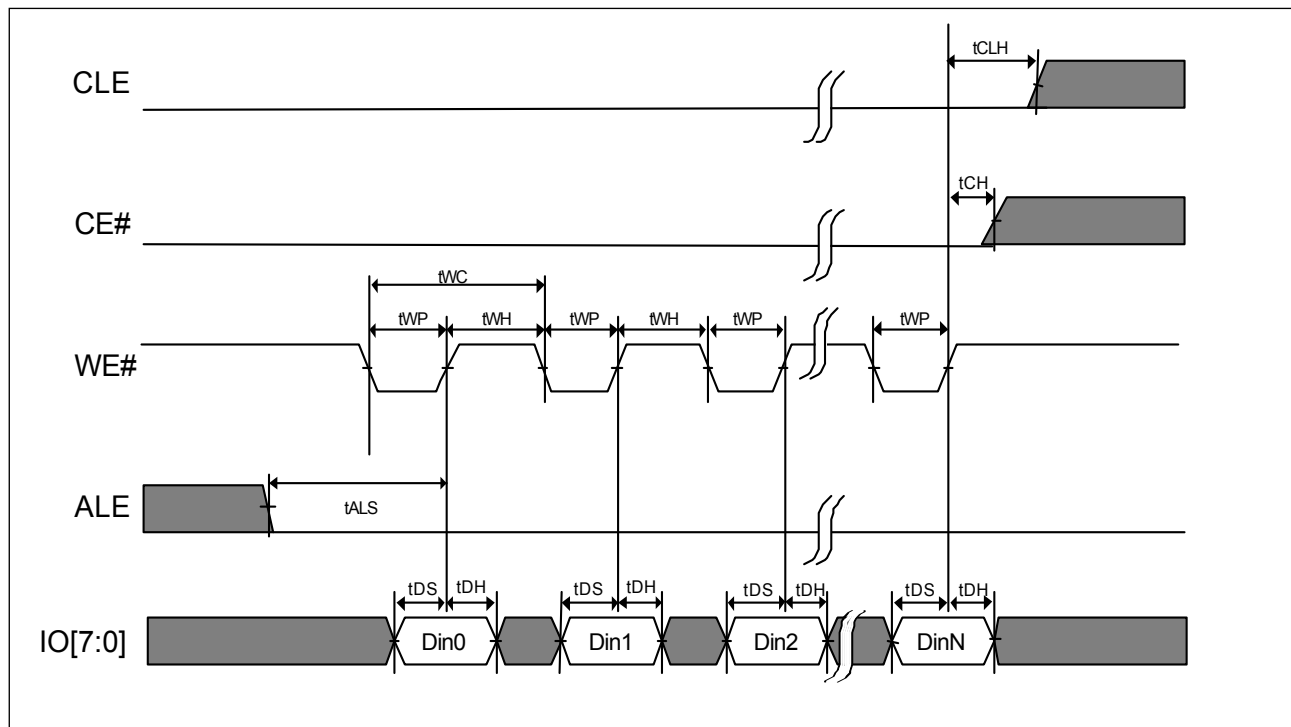 tCLH
CLE
tCH
CE#
tWC
tWP tWH tWP tWH tWP tWP
WE#
ALE
tALS
tDS tDH tDS tDH tDS tDH tDS tDH
IO[7:0] Din0 Din1 Din2 DinN